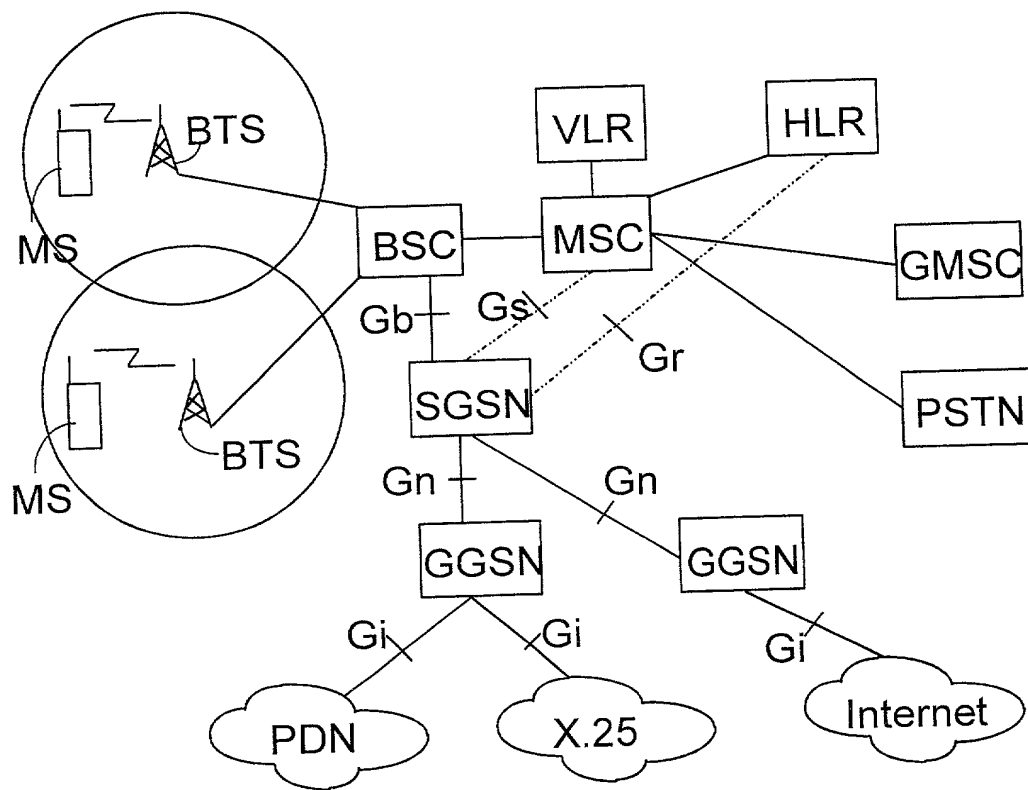 VLR
HLR
BTS
MS
BSC
MSC
GMSC
Gb
Gs
Gr
SGSN
PSTN
BTS
MS
Gn
Gn
GGSN
GGSN
Gi
Gi
Gi
PDN
X.25
Internet